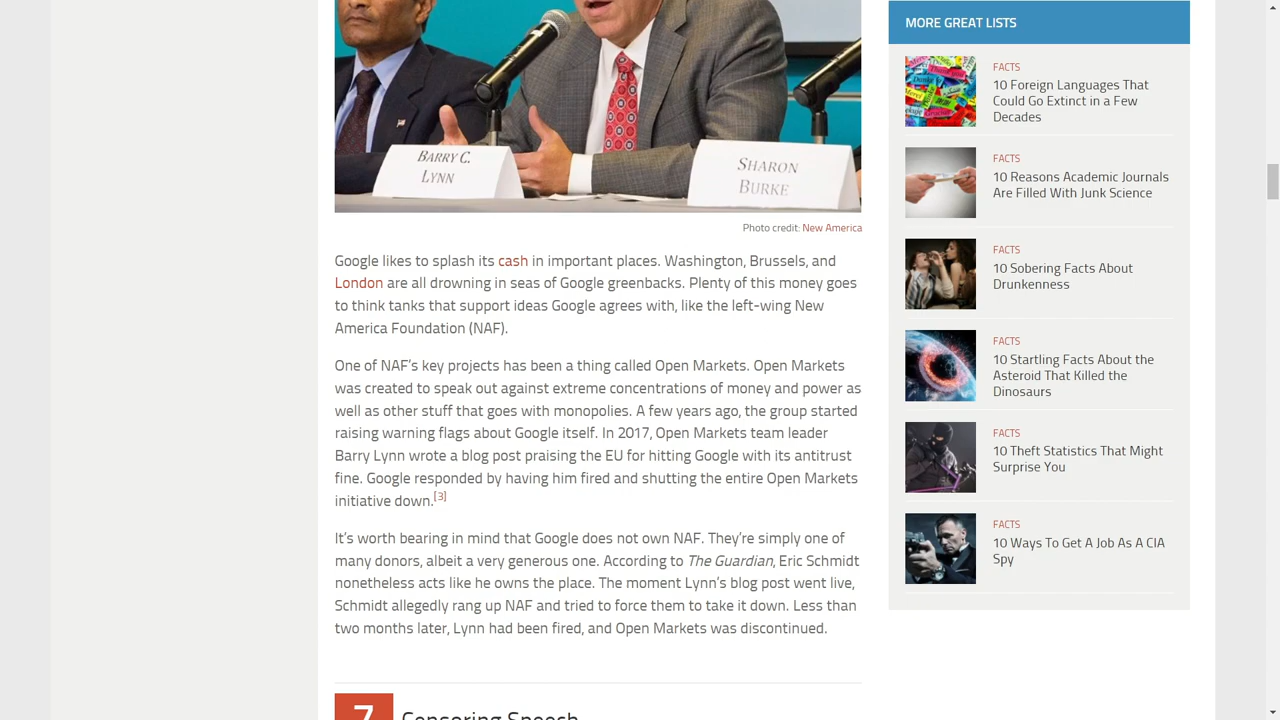 BARRY C.
LYNN
SHARON
BURKE
Photo credit: New America
Google likes to splash its cash in important places. Washington, Brussels, and
London are all drowning in seas of Google greenbacks. Plenty of this money goes
to think tanks that support ideas Google agrees with, like the left-wing New
America Foundation (NAF).
One of NAF’s key projects has been a thing called Open Markets. Open Markets
was created to speak out against extreme concentrations of money and power as
well as other stuff that goes with monopolies. A few years ago, the group started
raising warning flags about Google itself. In 2017, Open Markets team leader
Barry Lynn wrote a blog post praising the EU for hitting Google with its antitrust
fine. Google responded by having him fired and shutting the entire Open Markets
initiative down.[3]
It’s worth bearing in mind that Google does not own NAF. They’re simply one of
many donors, albeit a very generous one. According to The Guardian, Eric Schmidt
nonetheless acts like he owns the place. The moment Lynn’s blog post went live,
Schmidt allegedly rang up NAF and tried to force them to take it down. Less than
two months later, Lynn had been fired, and Open Markets was discontinued.
7 Censoring Speech
MORE GREAT LISTS
FACTS
10 Foreign Languages That
Could Go Extinct in a Few
Decades
FACTS
10 Reasons Academic Journals
Are Filled With Junk Science
FACTS
10 Sobering Facts About
Drunkenness
FACTS
10 Startling Facts About the
Asteroid That Killed the
Dinosaurs
FACTS
10 Theft Statistics That Might
Surprise You
FACTS
10 Ways To Get A Job As A CIA
Spy